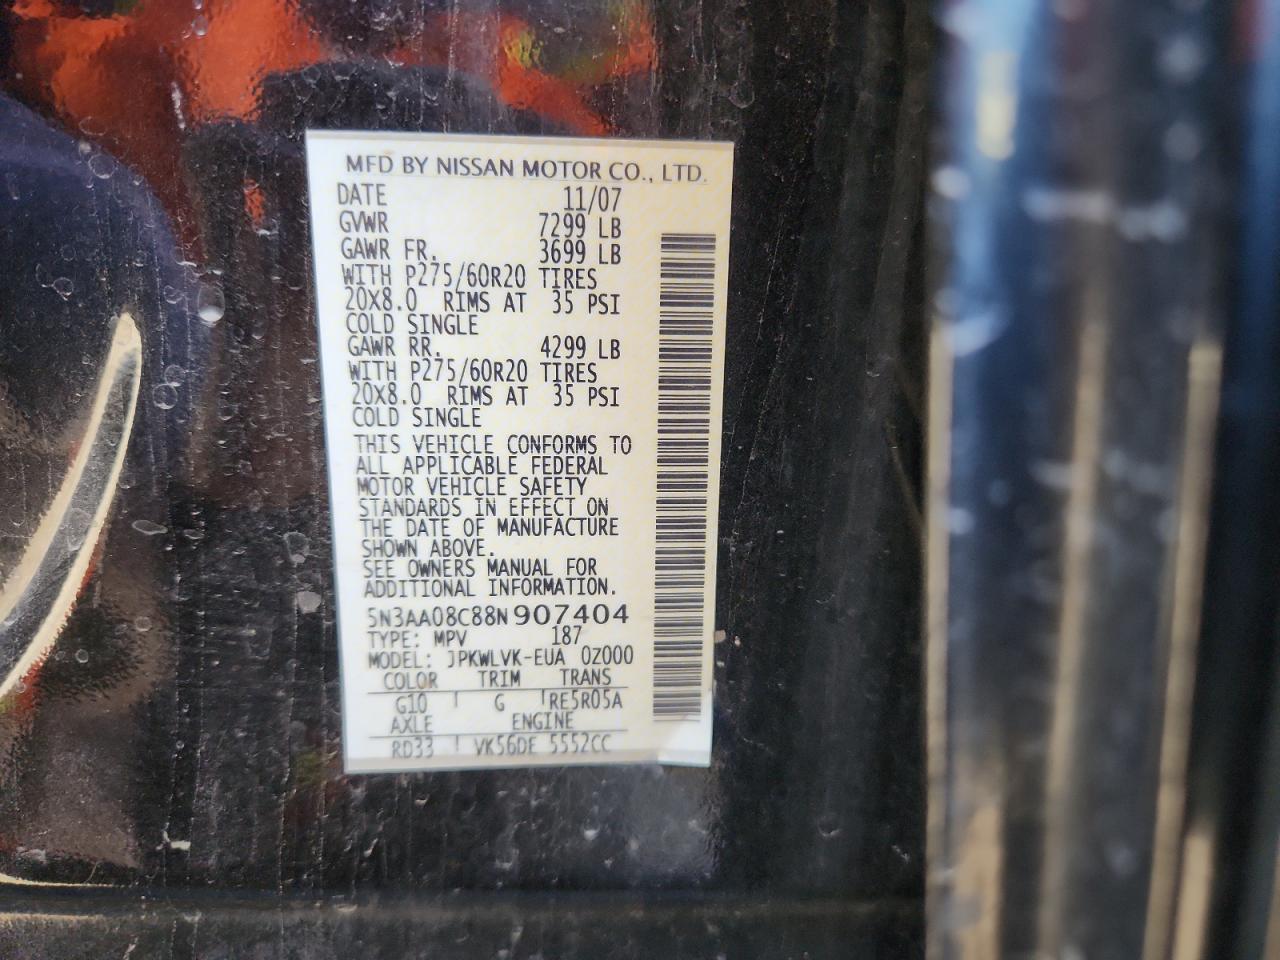 MFD BY NISSAN MOTOR CO., LTD.
DATE 11/07
GVWR 7299 LB
GAWR FR. 3699 LB
WITH P275/60R20 TIRES
20X8.0 RIMS AT 35 PSI
COLD SINGLE
GAWR RR. 4299 LB
WITH P275/60R20 TIRES
20X8.0 RIMS AT 35 PSI
COLD SINGLE
THIS VEHICLE CONFORMS TO
ALL APPLICABLE FEDERAL
MOTOR VEHICLE SAFETY
STANDARDS IN EFFECT ON
THE DATE OF MANUFACTURE
SHOWN ABOVE.
SEE OWNERS MANUAL FOR
ADDITIONAL INFORMATION.
5N3AA08C88N907404
TYPE: MPV 187
MODEL: JPKWLVK-EUA 0Z000
COLOR TRIM TRANS
G10 G RE5R05A
AXLE ENGINE
RD33 VK56DE 5552CC